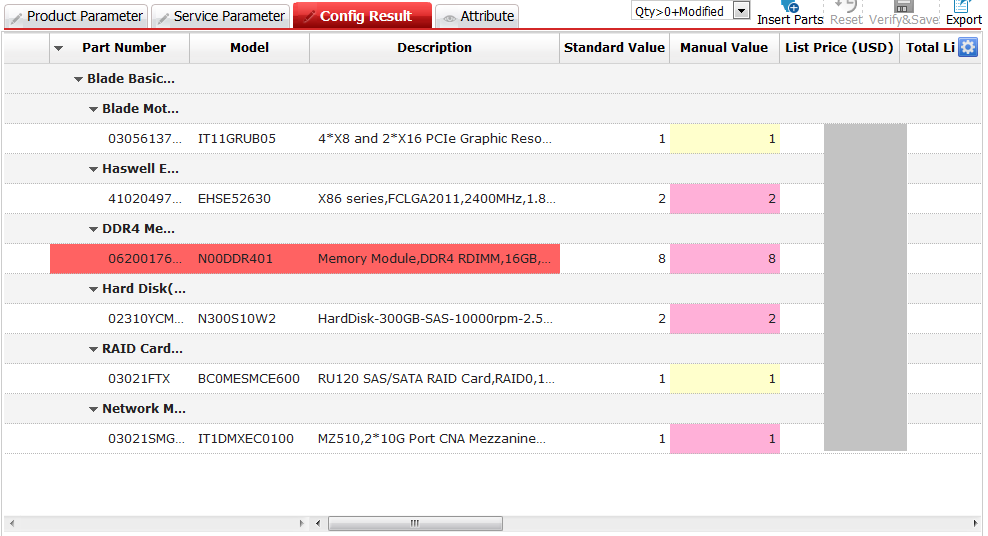 Product Parameter Service Parameter Config Result Attribute Qty>0+Modified Insert Parts Reset Verify&Save Export
Part Number Model Description Standard Value Manual Value List Price (USD) Total Li
Blade Basic...
Blade Mot...
03056137... IT11GRUB05 4*X8 and 2*X16 PCIe Graphic Reso... 1 1
Haswell E...
41020497... EHSE52630 X86 series,FCLGA2011,2400MHz,1.8... 2 2
DDR4 Me...
06200176... N00DDR401 Memory Module,DDR4 RDIMM,16GB,... 8 8
Hard Disk(...
02310YCM... N300S10W2 HardDisk-300GB-SAS-10000rpm-2.5... 2 2
RAID Card...
03021FTX BC0MESMCE600 RU120 SAS/SATA RAID Card,RAID0,1... 1 1
Network M...
03021SMG... IT1DMXEC0100 MZ510,2*10G Port CNA Mezzanine... 1 1